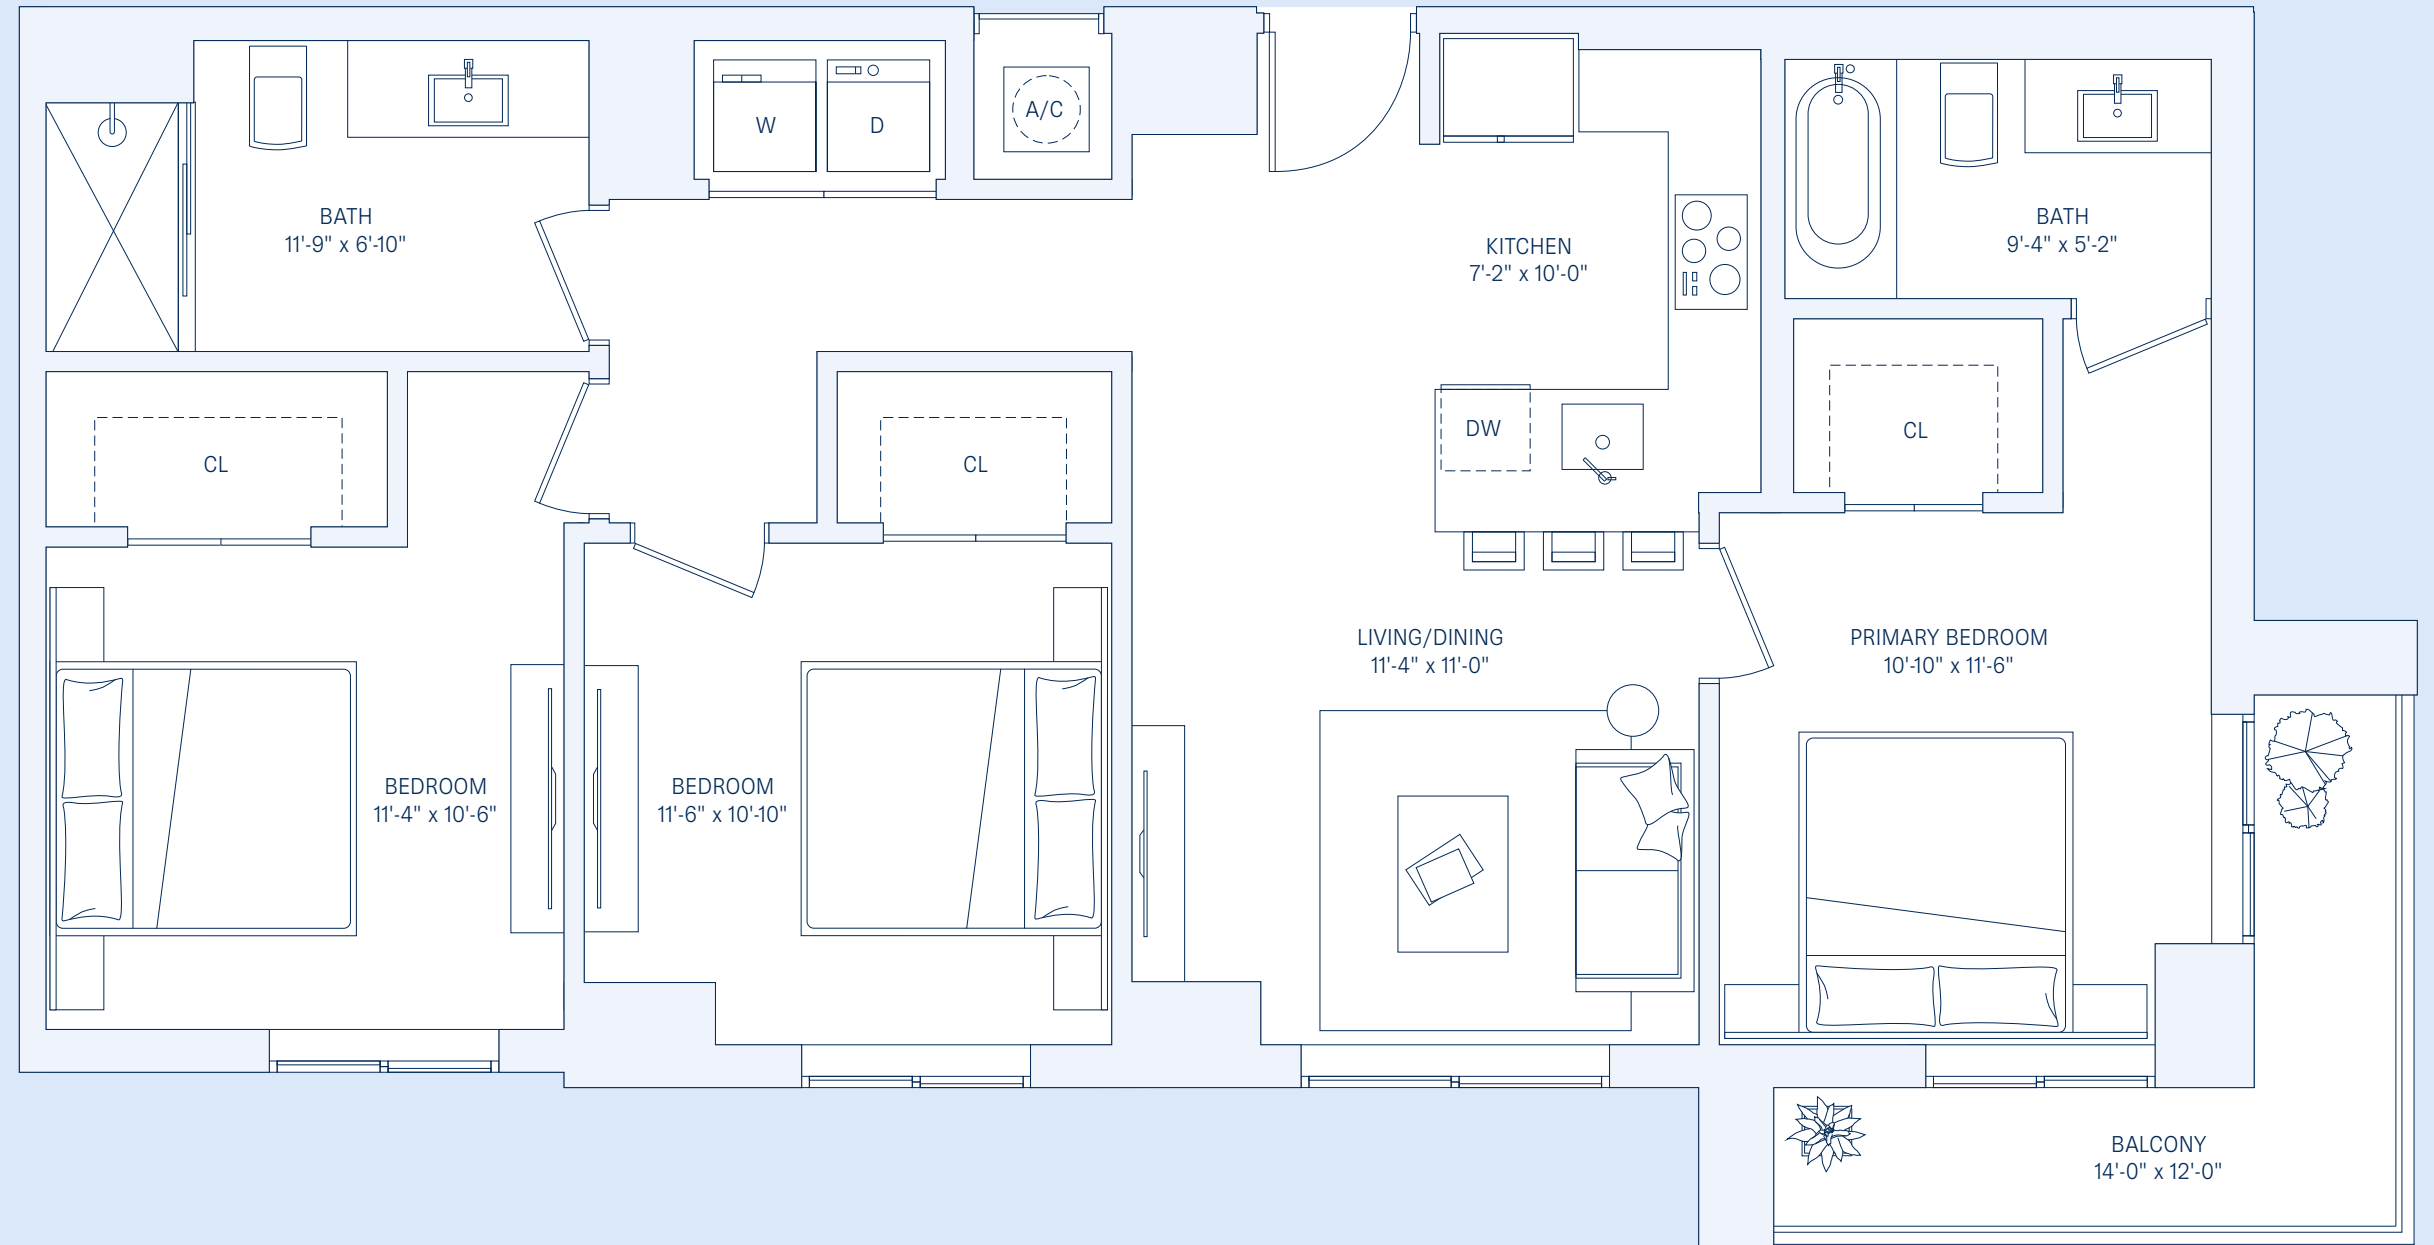 W
D
A/C
BATH
11'-9" x 6'-10"
KITCHEN
7'-2" x 10'-0"
BATH
9'-4" x 5'-2"
CL
CL
DW
CL
LIVING/DINING
11'-4" x 11'-0"
PRIMARY BEDROOM
10'-10" x 11'-6"
BEDROOM
11'-4" x 10'-6"
BEDROOM
11'-6" x 10'-10"
BALCONY
14'-0" x 12'-0"